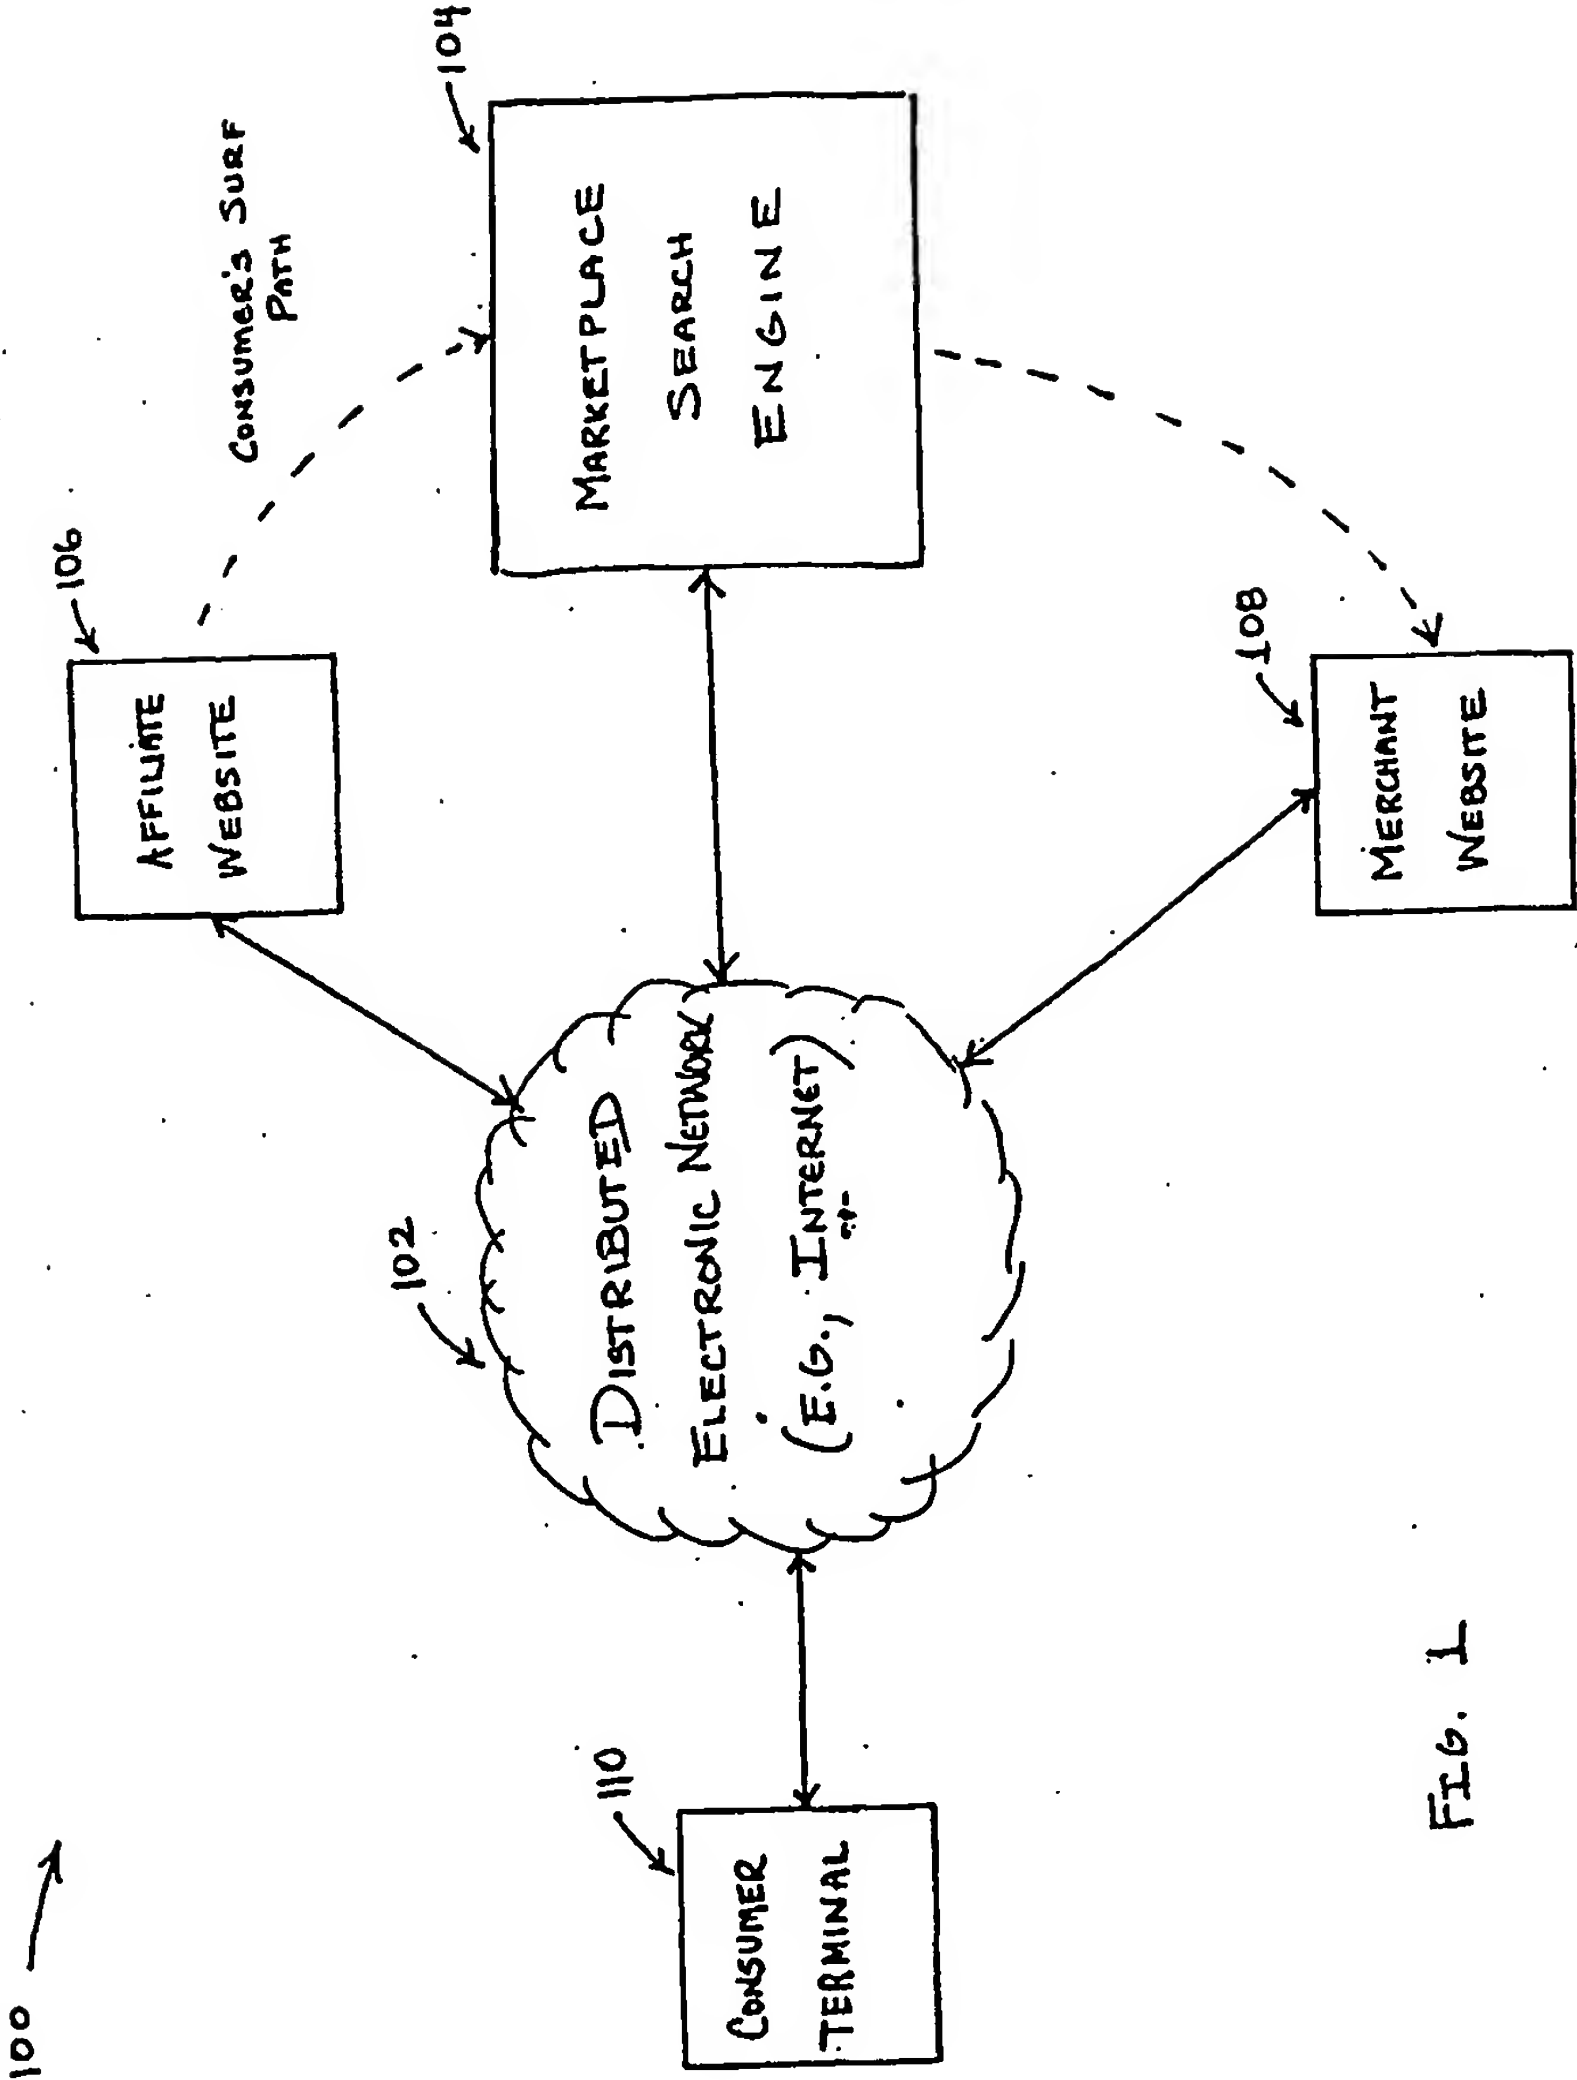 100
106
AFFILIATE
WEBSITE
CONSUMER'S SURF
PATH
104
MARKETPLACE
SEARCH
ENGINE
102
DISTRIBUTED
ELECTRONIC NETWORK
(E.G., INTERNET)
110
CONSUMER
TERMINAL
108
MERCHANT
WEBSITE
FIG. 1